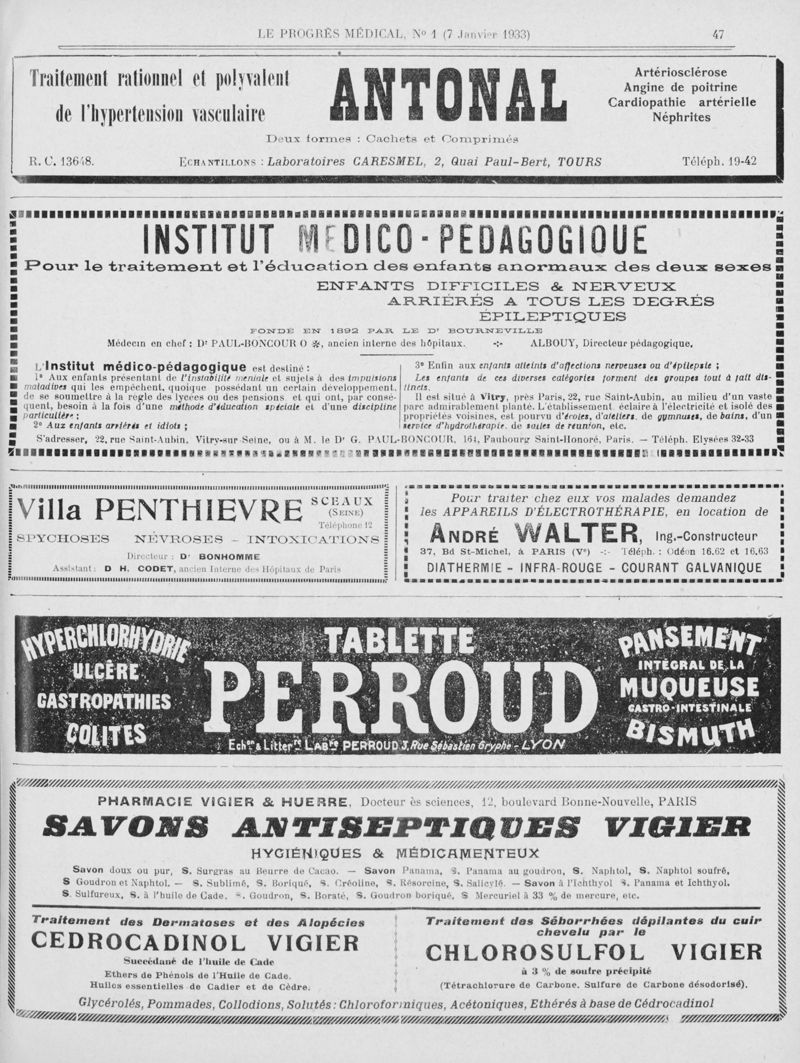 LE PROGRÈS MÉDICAL, Nº 1 (7 Janvier 1933) 47
Traitement rationnel et polyvalent
de l'hypertension vasculaire
ANTONAL
Artériosclérose
Angine de poitrine
Cardiopathie artérielle
Néphrites
Deux formes : Cachets et Comprimés
R. C. 13648. ECHANTILLONS : Laboratoires CARESMEL, 2, Quai Paul-Bert, TOURS Téléph. 19-42
INSTITUT MEDICO-PEDAGOGIQUE
Pour le traitement et l'éducation des enfants anormaux des deux sexes
ENFANTS DIFFICILES & NERVEUX
ARRIÉRÉS A TOUS LES DEGRÉS
ÉPILEPTIQUES
FONDÉ EN 1892 PAR LE Dr BOURNEVILLE
Médecin en chef : Dr PAUL-BONCOUR O ✻, ancien interne des hôpitaux. -:- ALBOUY, Directeur pédagogique,
L'Institut médico-pédagogique est destiné :
1º Aux enfants présentant de l'instabilité mentale et sujets à des impulsions
maladives qui les empêchent, quoique possédant un certain développement,
de se soumettre à la règle des lycées ou des pensions et qui ont, par consé-
quent, besoin à la fois d'une méthode d'éducation spéciale et d'une discipline
particulière ;
2º Aux enfants arriérés et idiots ;
3º Enfin aux enfants atteints d'affections nerveuses ou d'épilepsie ;
Les enfants de ces diverses catégories forment des groupes tout à fait dis-
tincts.
Il est situé à Vitry, près Paris, 22, rue Saint-Aubin, au milieu d'un vaste
parc admirablement planté. L'établissement, éclairé à l'électricité et isolé des
propriétés voisines, est pourvu d'écoles, d'ateliers, de gymnases, de bains, d'un
service d'hydrothérapie, de salles de réunion, etc.
S'adresser, 22, rue Saint-Aubin, Vitry-sur Seine, ou à M. le Dr G. PAUL-BONCOUR, 164, Faubourg Saint-Honoré, Paris. — Téléph. Elysées 32-33
Villa PENTHIEVRE SCEAUX
(SEINE)
Téléphone 12
SPYCHOSES NÉVROSES - INTOXICATIONS
Directeur : Dr BONHOMME
Assistant : D H. CODET, ancien Interne des Hôpitaux de Paris
Pour traiter chez eux vos malades demandez
les APPAREILS D'ÉLECTROTHÉRAPIE, en location de
ANDRÉ WALTER, Ing.-Constructeur
37, Bd St-Michel, à PARIS (Vº) -:- Téléph. : Odéon 16.62 et 16,63
DIATHERMIE - INFRA-ROUGE - COURANT GALVANIQUE
HYPERCHLORHYDRIE
ULCÈRE
GASTROPATHIES
COLITES
TABLETTE
PERROUD
Echons & Littérre LABres PERROUD 3, Rue Sébastien Gryphe - LYON
PANSEMENT
INTÉGRAL DE LA
MUQUEUSE
GASTRO-INTESTINALE
BISMUTH
PHARMACIE VIGIER & HUERRE, Docteur ès sciences, 12, boulevard Bonne-Nouvelle, PARIS
SAVONS ANTISEPTIQUES VIGIER
HYGIÉNIQUES & MÉDICAMENTEUX
Savon doux ou pur, S. Surgras au Beurre de Cacao. — Savon Panama, S. Panama au goudron, S. Naphtol, S. Naphtol soufré,
S Goudron et Naphtol. — S. Sublimé, S. Boriqué, S. Créoline, S. Résorcine, S. Salicylé. — Savon à l'Ichthyol S. Panama et Ichthyol.
S. Sulfureux, S. à l'huile de Cade, S. Goudron, S. Boraté, S. Goudron boriqué, S Mercuriel à 33 % de mercure, etc.
Traitement des Dermatoses et des Alopécies
CEDROCADINOL VIGIER
Succédané de l'huile de Cade
Ethers de Phénols de l'Huile de Cade.
Huiles essentielles de Cadier et de Cèdre.
Traitement des Séborrhées dépilantes du cuir
chevelu par le
CHLOROSULFOL VIGIER
à 3 % de soufre précipité
(Tétrachlorure de Carbone. Sulfure de Carbone désodorisé).
Glycérolés, Pommades, Collodions, Solutés : Chloroformiques, Acétoniques, Ethérés à base de Cédrocadinol